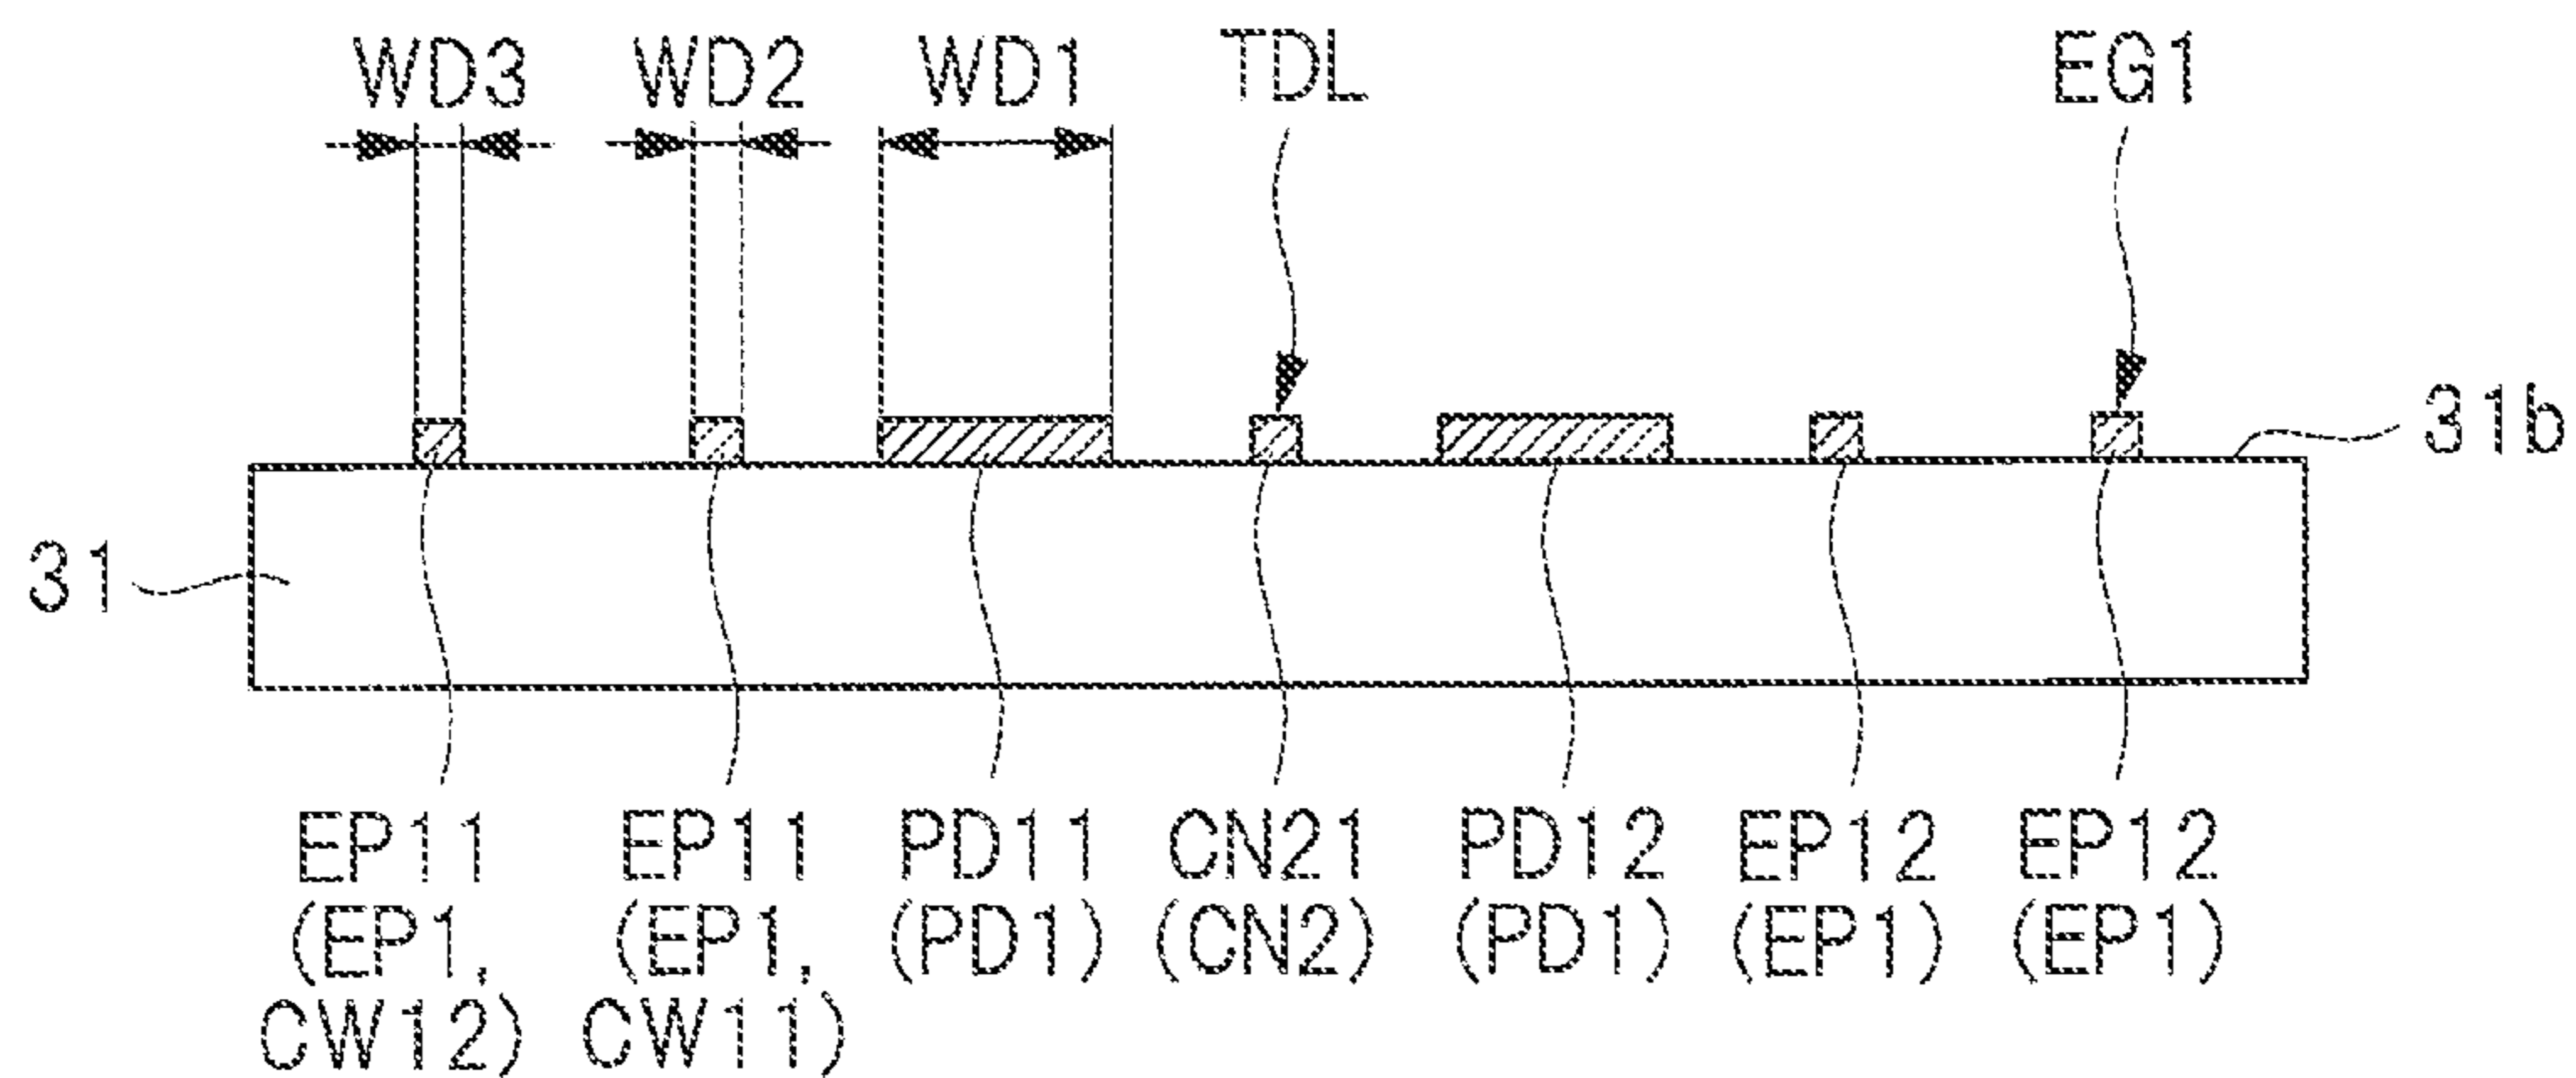 WD3 WD2 WD1 TDL EG1
31b
31
EP11 EP11 PD11 CN21 PD12 EP12 EP12
(EP1, (EP1, (PD1) (CN2) (PD1) (EP1) (EP1)
CW12) CW11)